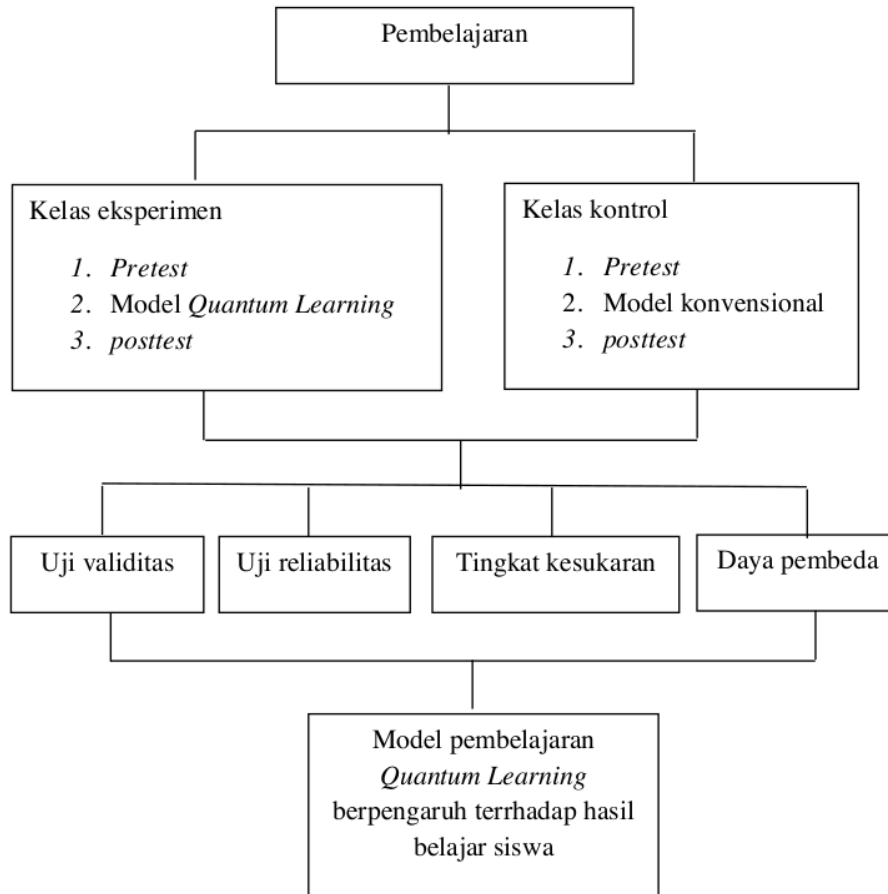 Pembelajaran
Kelas eksperimen
1. Pretest
2. Model Quantum Learning
3. posttest
Kelas kontrol
1. Pretest
2. Model konvensional
3. posttest
Uji validitas
Uji reliabilitas
Tingkat kesukaran
Daya pembeda
Model pembelajaran
Quantum Learning
berpengaruh terrhadap hasil
belajar siswa